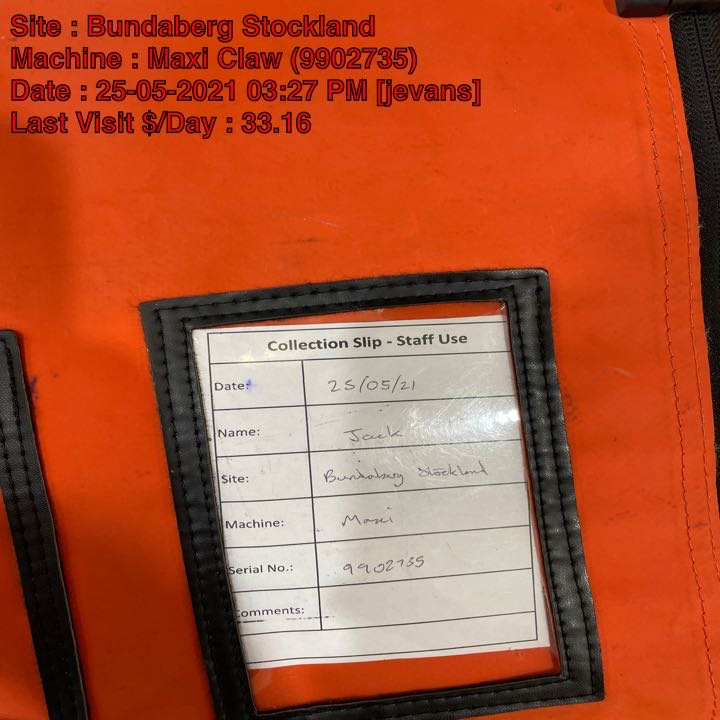 Site : Bundaberg Stockland
Machine : Maxi Claw (9902735)
Date : 25-05-2021 03:27 PM [jevans]
Last Visit $/Day : 33.16
Collection Slip - Staff Use
Date: 25/05/21
Name: Jack
Site: Bundaberg Stockland
Machine: Maxi
Serial No.: 9902735
Comments: